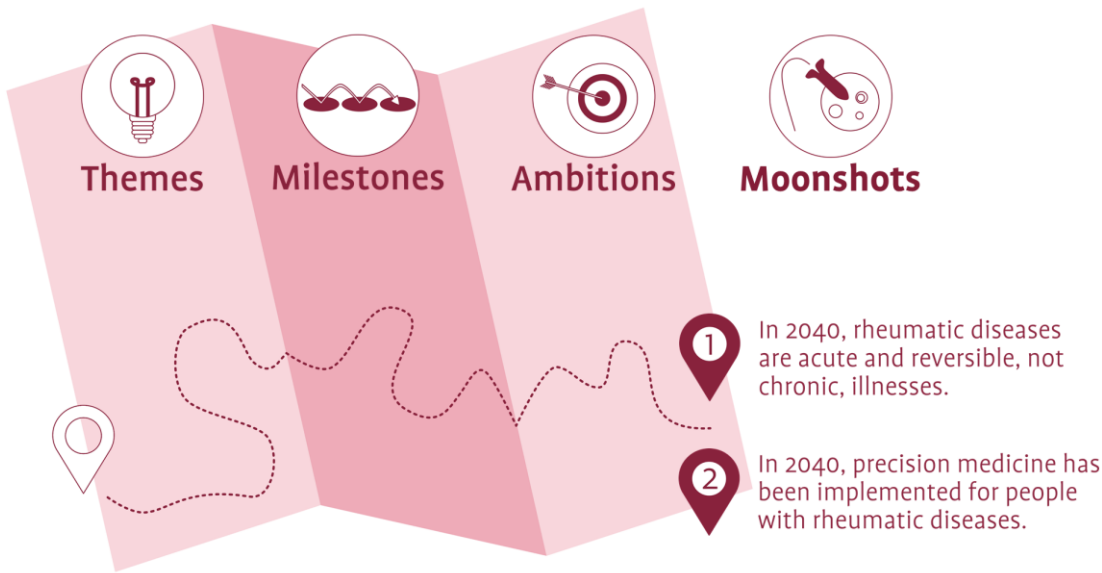 Themes
Milestones
Ambitions
Moonshots
1
In 2040, rheumatic diseases
are acute and reversible, not
chronic, illnesses.
2
In 2040, precision medicine has
been implemented for people
with rheumatic diseases.